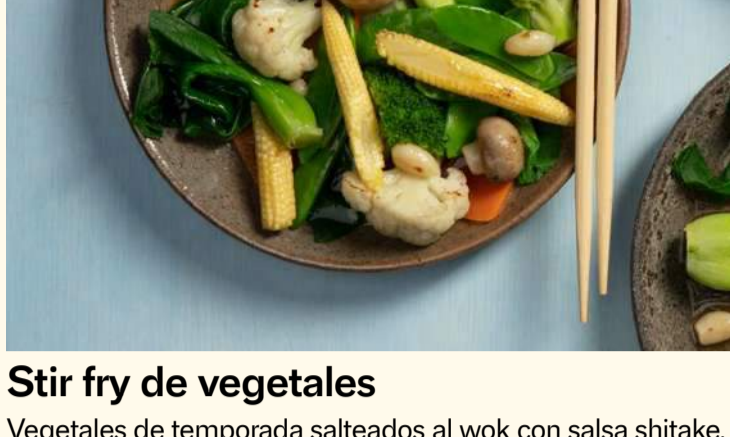 Stir fry de vegetales
Vegetales de temporada salteados al wok con salsa shitake.